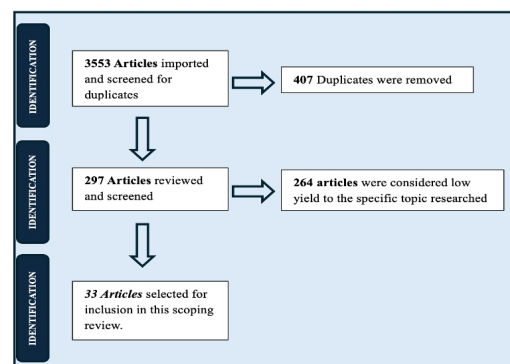 IDENTIFICATION
3553 Articles imported
and screened for
duplicates
407 Duplicates were removed
IDENTIFICATION
297 Articles reviewed
and screened
264 articles were considered low
yield to the specific topic researched
IDENTIFICATION
33 Articles selected for
inclusion in this scoping
review.